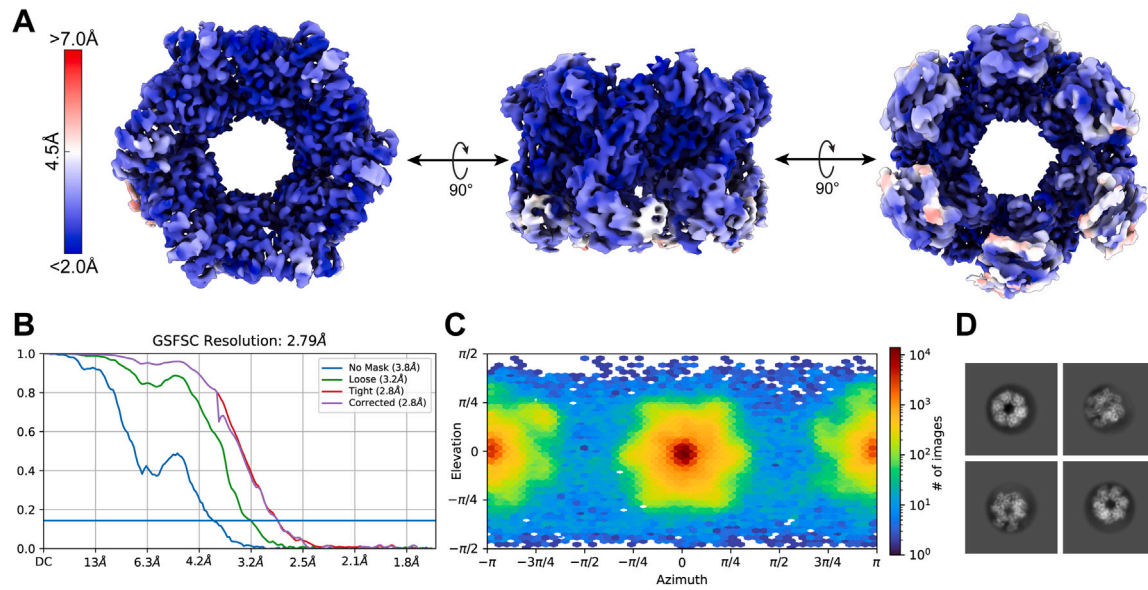 A
>7.0Å
4.5Å
<2.0Å
90°
90°
B
GSFSC Resolution: 2.79Å
1.0
0.8
0.6
0.4
0.2
0.0
No Mask (3.8Å)
Loose (3.2Å)
Tight (2.8Å)
Corrected (2.8Å)
DC 13Å 6.3Å 4.2Å 3.2Å 2.5Å 2.1Å 1.8Å
C
Elevation
π/2
π/4
0
−π/4
−π/2
−π −3π/4 −π/2 −π/4 0 π/4 π/2 3π/4 π
Azimuth
10⁴
10³
10²
10¹
10⁰
# of images
D